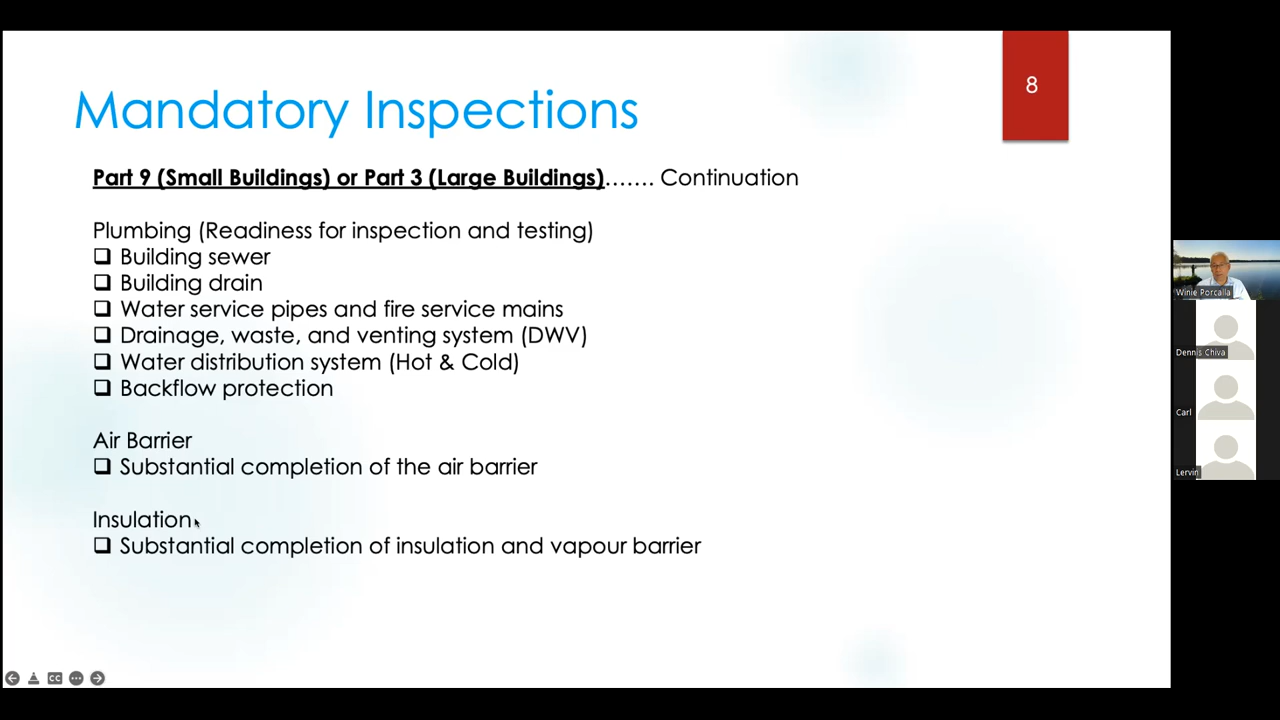 8
Mandatory Inspections
Part 9 (Small Buildings) or Part 3 (Large Buildings)....... Continuation
Plumbing (Readiness for inspection and testing)
❑ Building sewer
❑ Building drain
❑ Water service pipes and fire service mains
❑ Drainage, waste, and venting system (DWV)
❑ Water distribution system (Hot & Cold)
❑ Backflow protection
Air Barrier
❑ Substantial completion of the air barrier
Insulation
❑ Substantial completion of insulation and vapour barrier
Winie Porcalla
Dennis Chiva
Carl
Lervin
CC